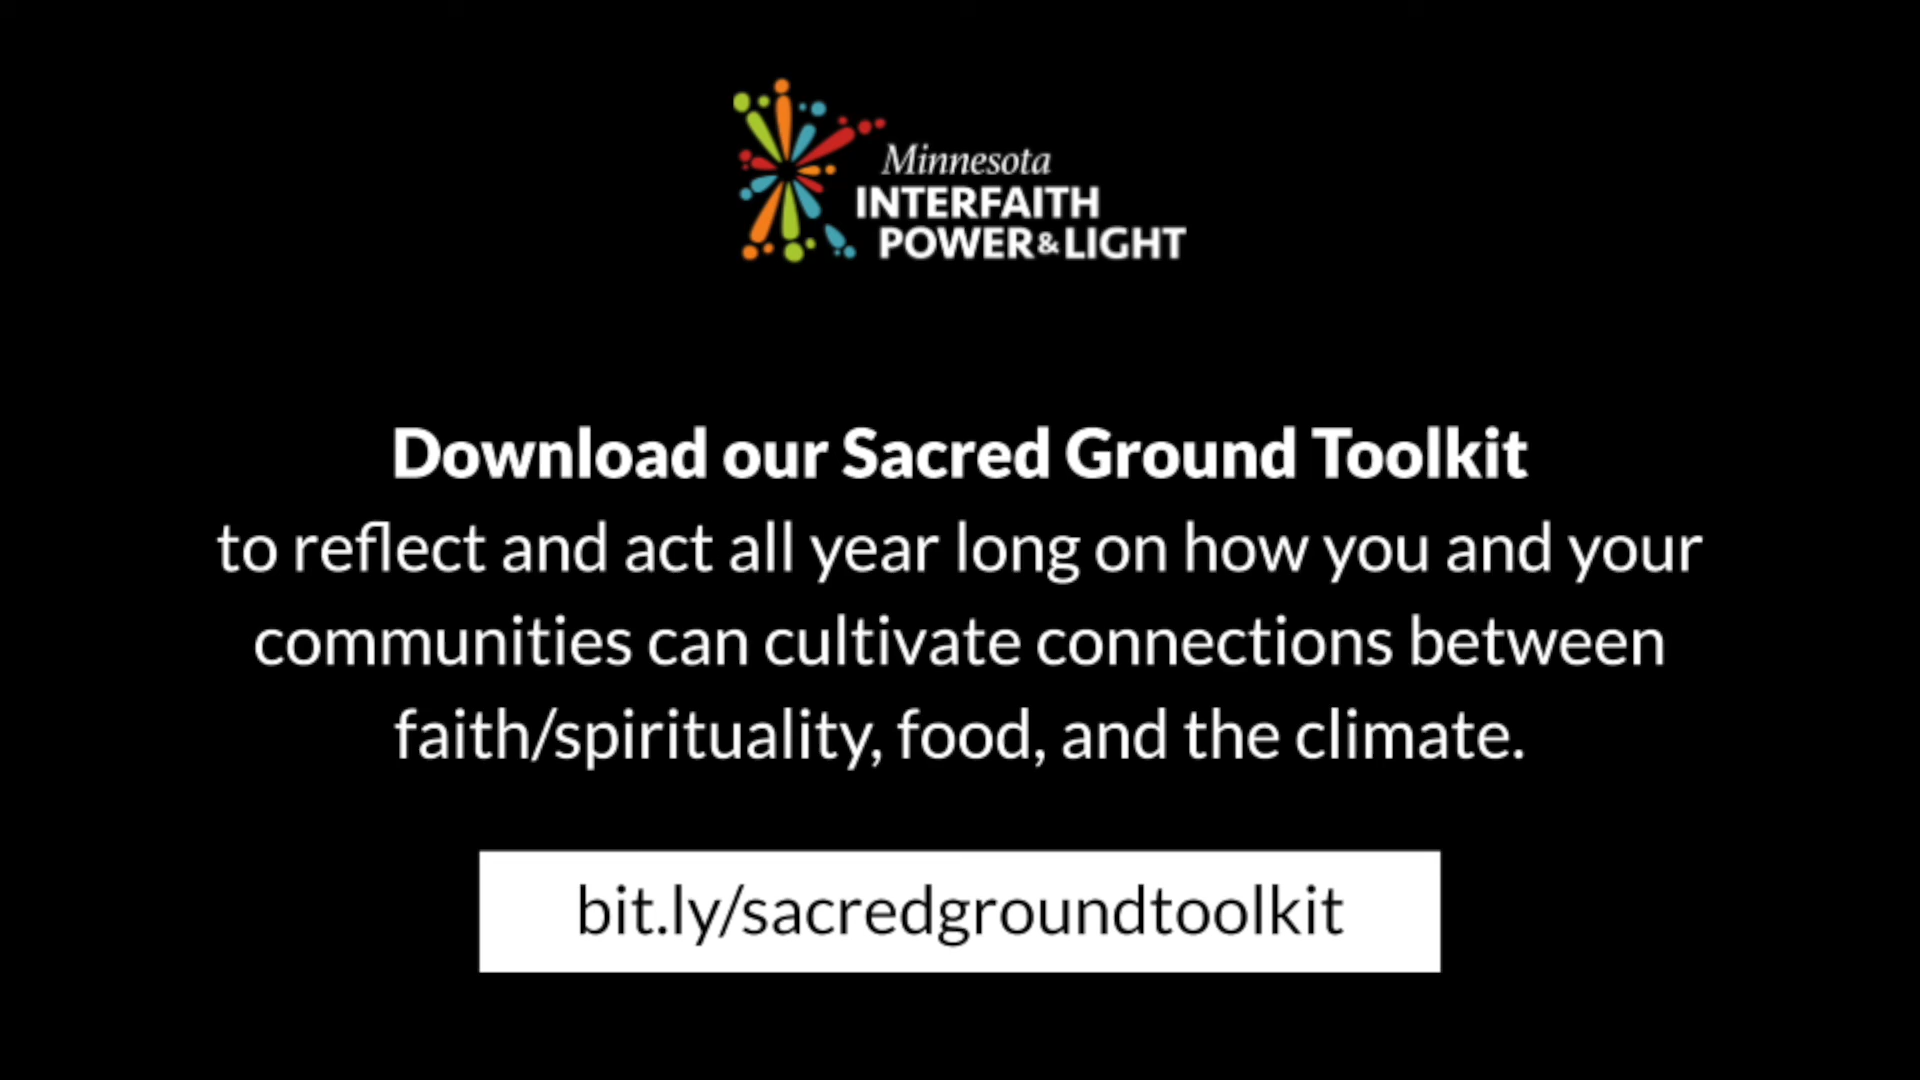 Minnesota
INTERFAITH
POWER&LIGHT
Download our Sacred Ground Toolkit
to reflect and act all year long on how you and your
communities can cultivate connections between
faith/spirituality, food, and the climate.
bit.ly/sacredgroundtoolkit